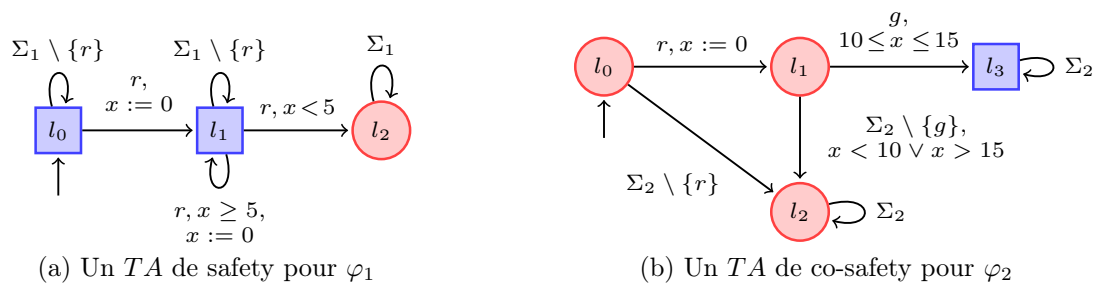 Σ₁ \ {r}
Σ₁ \ {r}
Σ₁
r,
x := 0
r, x < 5
l₀
l₁
l₂
r, x ≥ 5,
x := 0
(a) Un TA de safety pour φ₁
g,
r, x := 0
10 ≤ x ≤ 15
l₀
l₁
l₃
Σ₂
Σ₂ \ {g},
x < 10 ∨ x > 15
Σ₂ \ {r}
l₂
Σ₂
(b) Un TA de co-safety pour φ₂